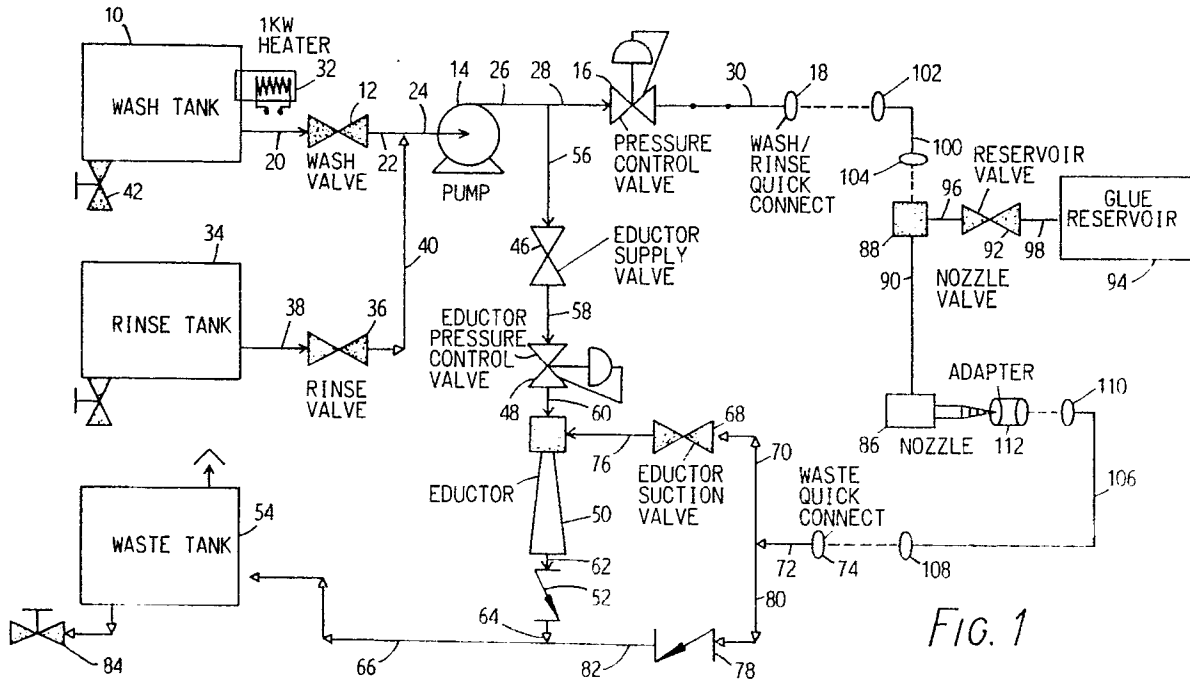 10
1KW
HEATER
32
WASH TANK
12
20
WASH
VALVE
22
24
42
14
26
28
PUMP
16
PRESSURE
CONTROL
VALVE
30
18
WASH/
RINSE
QUICK
CONNECT
102
100
104
RESERVOIR
VALVE
96
88
92
98
GLUE
RESERVOIR
94
90
NOZZLE
VALVE
34
RINSE TANK
38
36
RINSE
VALVE
40
56
46
EDUCTOR
SUPPLY
VALVE
58
EDUCTOR
PRESSURE
CONTROL
VALVE
48
60
ADAPTER
110
86
NOZZLE
112
106
68
76
70
EDUCTOR
SUCTION
VALVE
EDUCTOR
50
WASTE
QUICK
CONNECT
72
74
108
WASTE TANK
54
62
52
64
80
84
66
82
78
FIG. 1